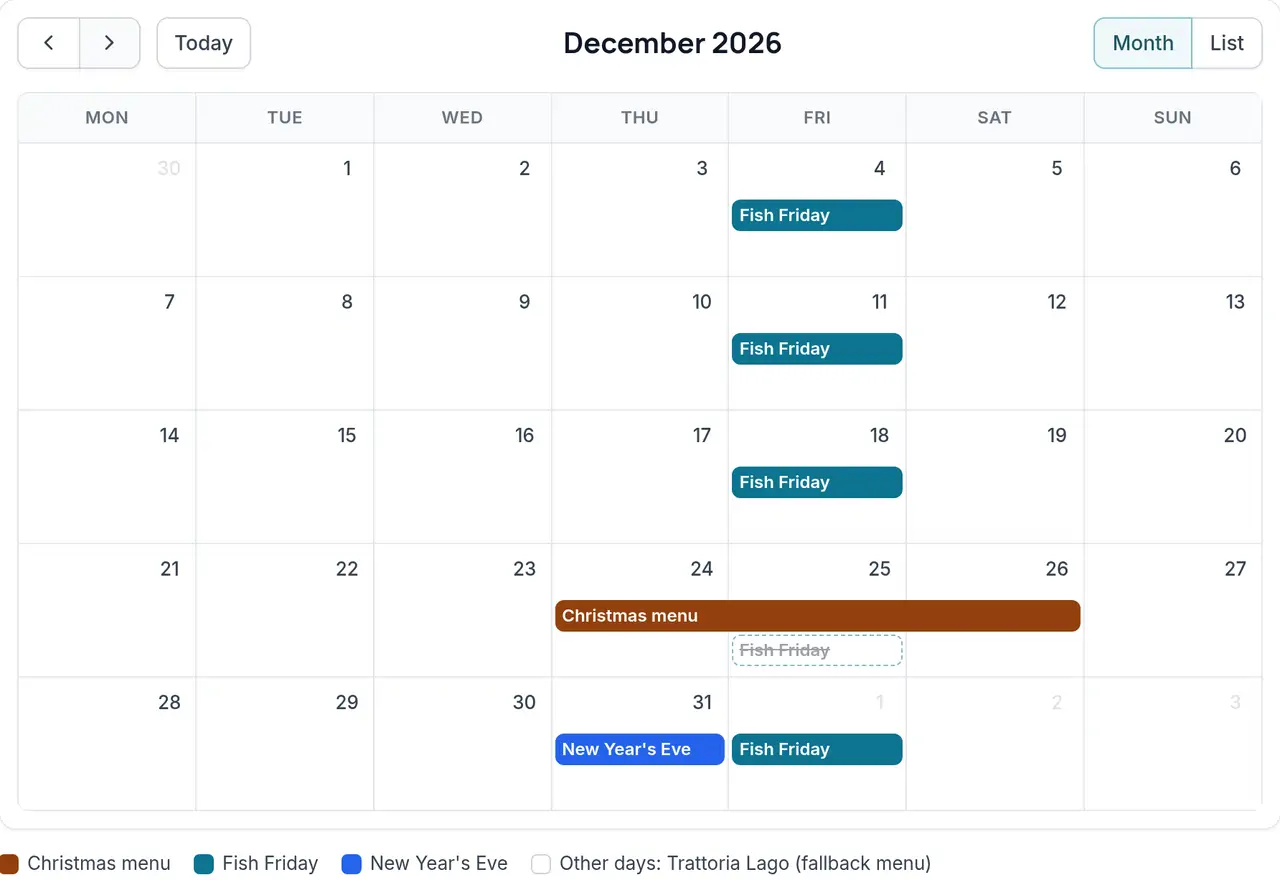 Today
December 2026
Month
List
MON TUE WED THU FRI SAT SUN
30 1 2 3 4 5 6
Fish Friday
7 8 9 10 11 12 13
Fish Friday
14 15 16 17 18 19 20
Fish Friday
21 22 23 24 25 26 27
Christmas menu
Fish Friday
28 29 30 31 1 2 3
New Year's Eve Fish Friday
Christmas menu Fish Friday New Year's Eve Other days: Trattoria Lago (fallback menu)